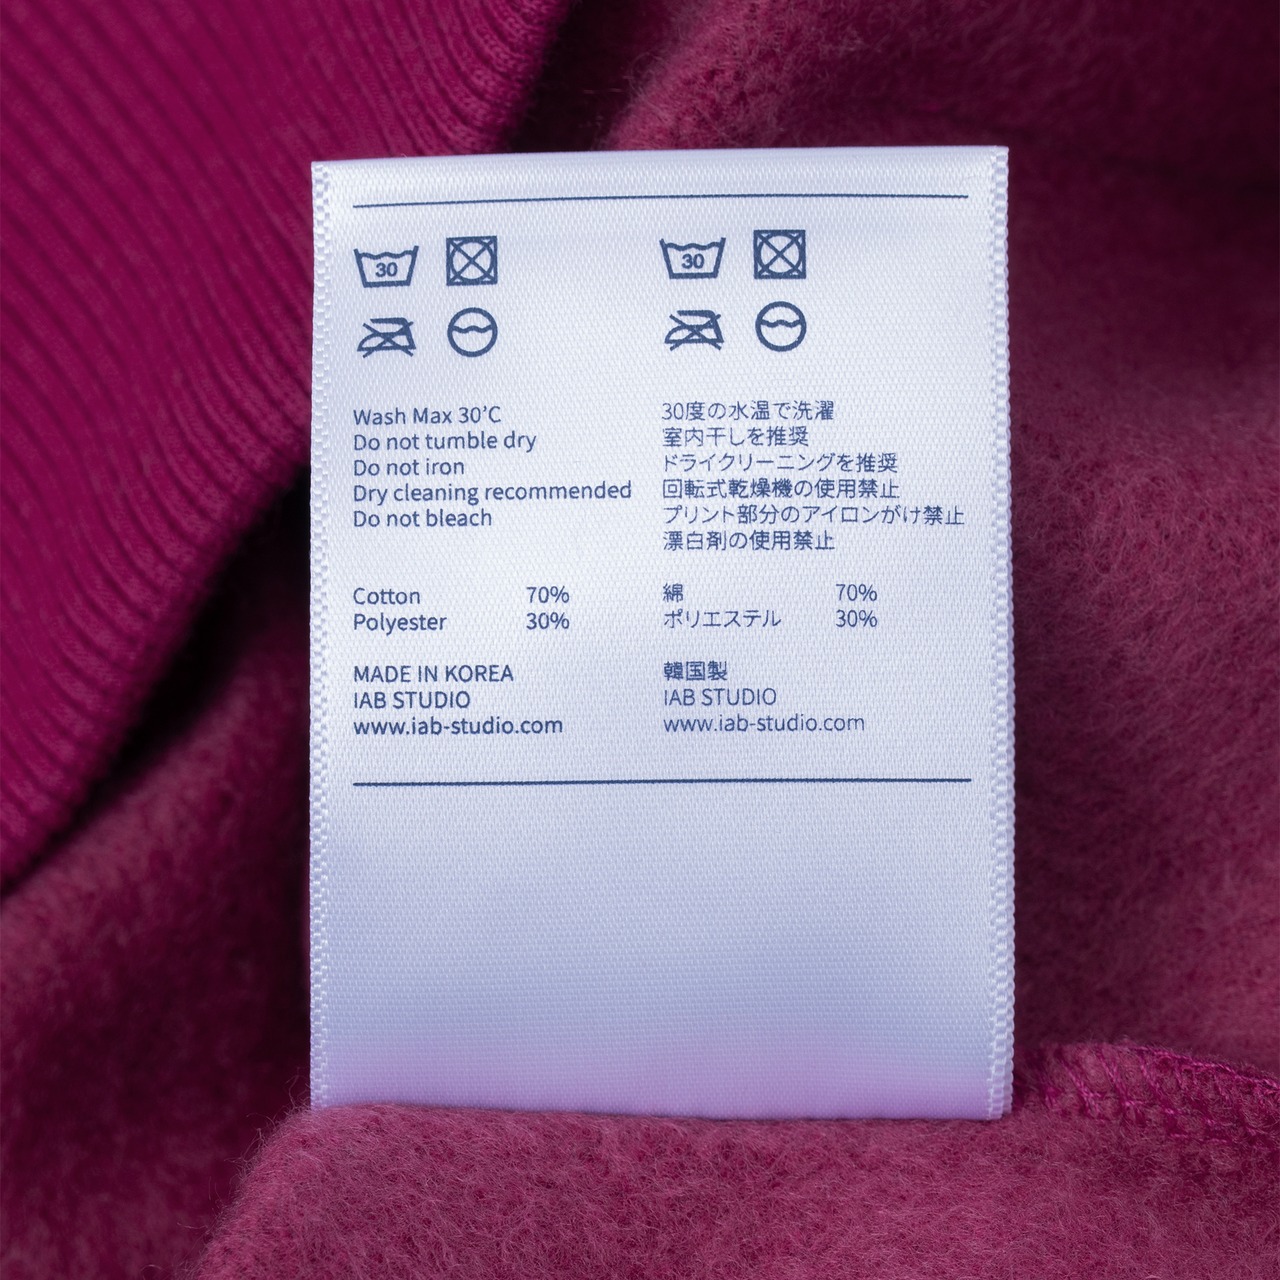 30
30
Wash Max 30’C
Do not tumble dry
Do not iron
Dry cleaning recommended
Do not bleach
Cotton 70%
Polyester 30%
MADE IN KOREA
IAB STUDIO
www.iab-studio.com
30度の水温で洗濯
室内干しを推奨
ドライクリーニングを推奨
回転式乾燥機の使用禁止
プリント部分のアイロンがけ禁止
漂白剤の使用禁止
綿 70%
ポリエステル 30%
韓国製
IAB STUDIO
www.iab-studio.com